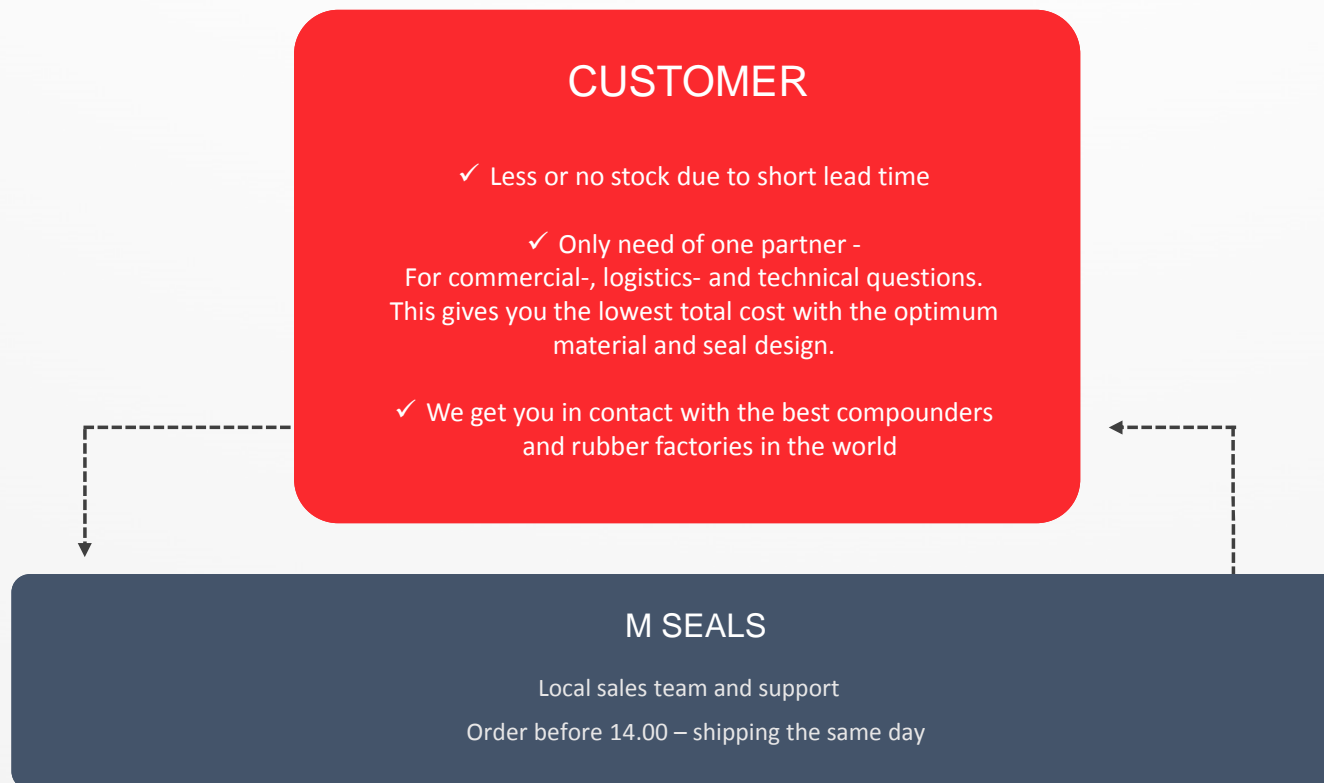 CUSTOMER
✓ Less or no stock due to short lead time
✓ Only need of one partner -
For commercial-, logistics- and technical questions.
This gives you the lowest total cost with the optimum
material and seal design.
✓ We get you in contact with the best compounders
and rubber factories in the world
M SEALS
Local sales team and support
Order before 14.00 – shipping the same day